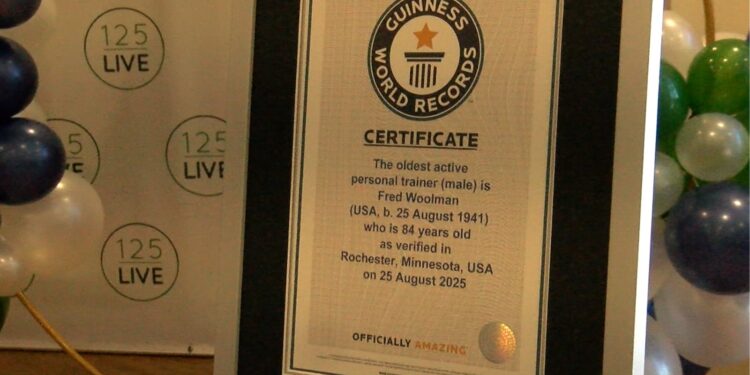 125
LIVE
5
E
125
LIVE
125
LIVE
GUINNESS
WORLD RECORDS
CERTIFICATE
The oldest active
personal trainer (male) is
Fred Woolman
(USA, b. 25 August 1941)
who is 84 years old
as verified in
Rochester, Minnesota, USA
on 25 August 2025
OFFICIALLY AMAZING